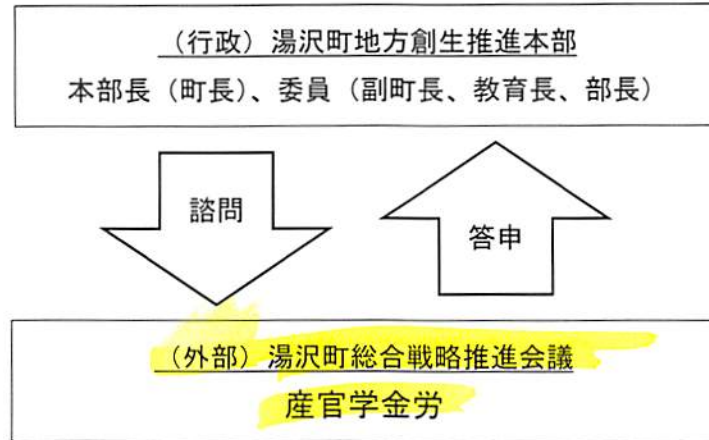 （行政）湯沢町地方創生推進本部
本部長（町長）、委員（副町長、教育長、部長）
諮問
答申
（外部）湯沢町総合戦略推進会議
産官学金労